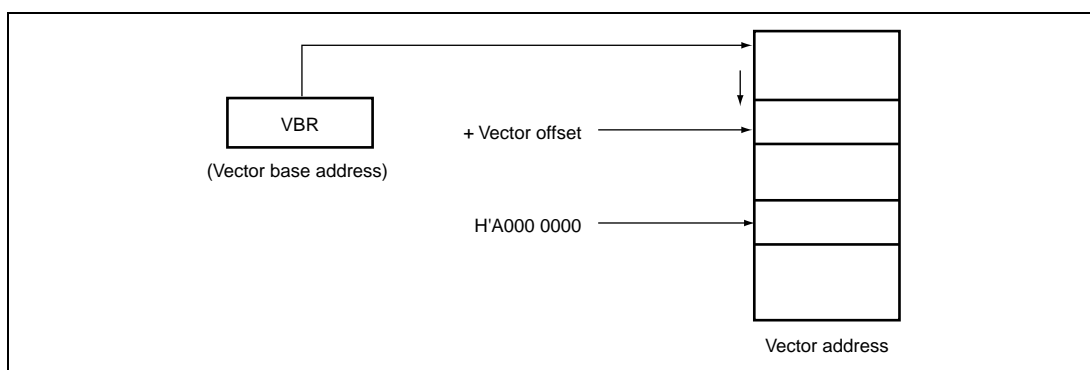 VBR
+ Vector offset
(Vector base address)
H'A000 0000
Vector address